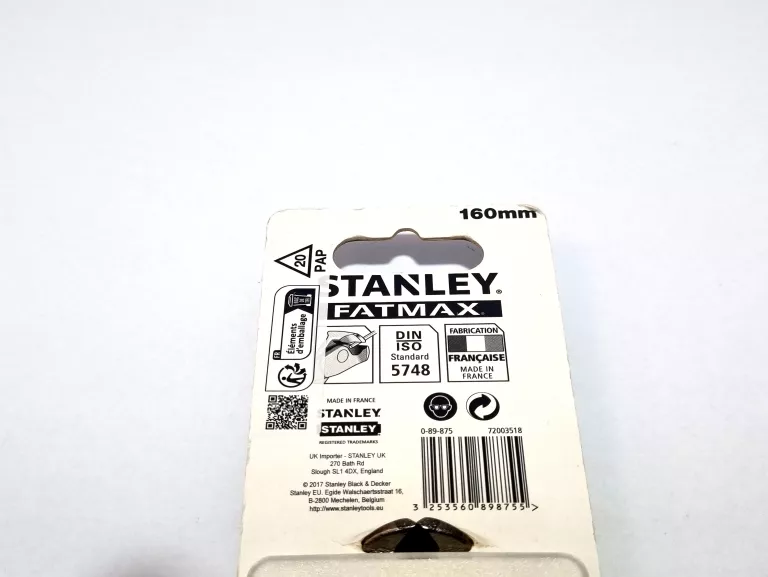 160mm
20
PAP
STANLEY®
FATMAX
Éléments
d'emballage
FR
DIN
ISO
Standard
5748
FABRICATION
FRANÇAISE
MADE IN
FRANCE
MADE IN FRANCE
STANLEY
STANLEY
REGISTERED TRADEMARKS
0-89-875 72003518
UK Importer - STANLEY UK
270 Bath Rd
Slough SL1 4DX, England
© 2017 Stanley Black & Decker
Stanley EU. Egide Walschaertsstraat 16,
B-2800 Mechelen, Belgium
http://www.stanleytools.eu
3 253560 898755 >